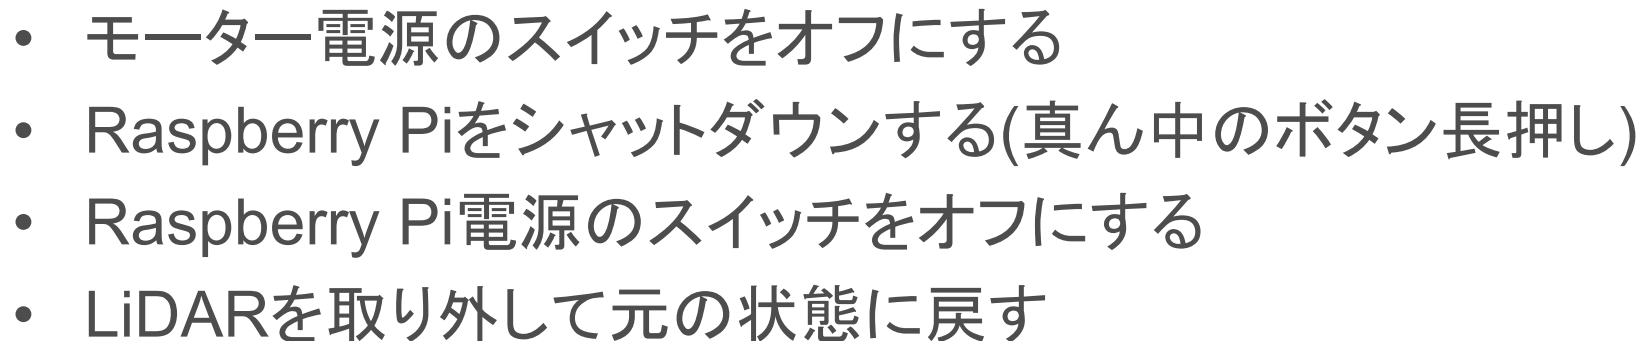 • モーター電源のスイッチをオフにする
• Raspberry Piをシャットダウンする(真ん中のボタン長押し)
• Raspberry Pi電源のスイッチをオフにする
• LiDARを取り外して元の状態に戻す